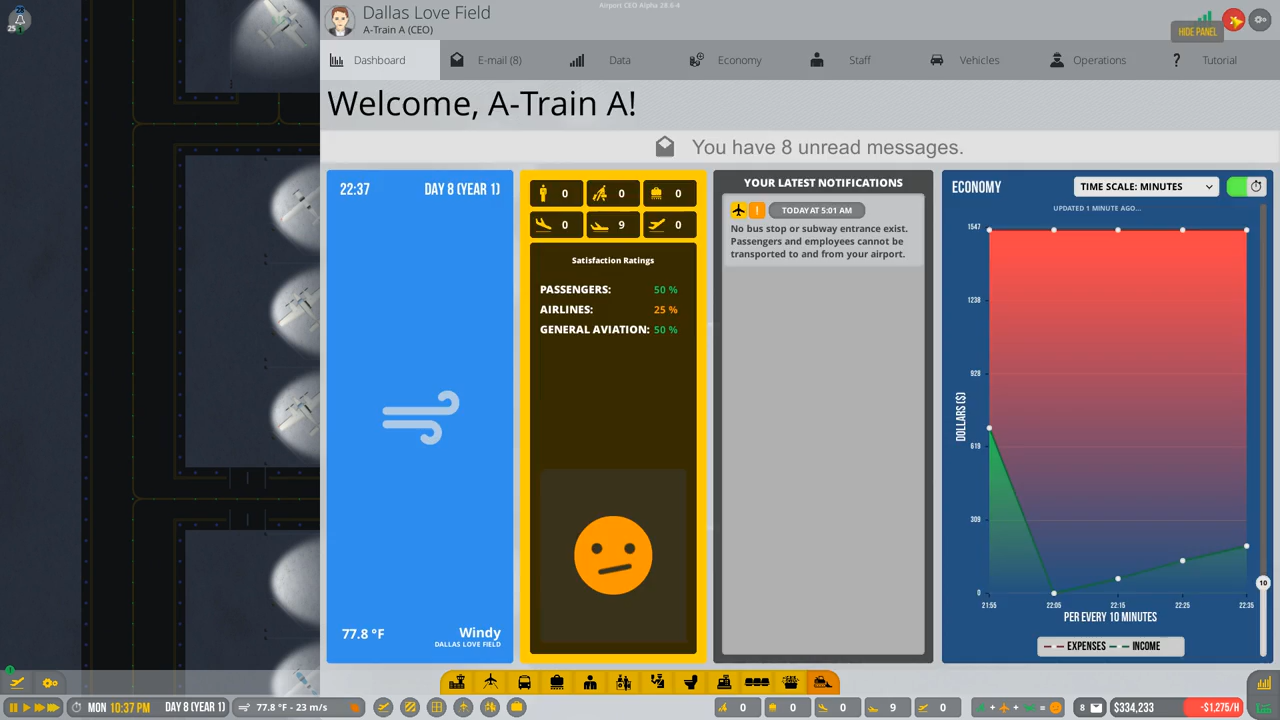 Airport CEO Alpha 28.6-4
Dallas Love Field
A-Train A (CEO)
HIDE PANEL
Dashboard
E-mail (8)
Data
Economy
Staff
Vehicles
Operations
? Tutorial
Welcome, A-Train A!
You have 8 unread messages.
22:37 DAY 8 (YEAR 1)
77.8 °F Windy
DALLAS LOVE FIELD
0 0 0
0 9 0
Satisfaction Ratings
PASSENGERS: 50 %
AIRLINES: 25 %
GENERAL AVIATION: 50 %
YOUR LATEST NOTIFICATIONS
! TODAY AT 5:01 AM
No bus stop or subway entrance exist.
Passengers and employees cannot be
transported to and from your airport.
ECONOMY
TIME SCALE: MINUTES
UPDATED 1 MINUTE AGO...
1547
1238
928
619
309
0
DOLLARS ($)
21:55 22:05 22:15 22:25 22:35
PER EVERY 10 MINUTES
EXPENSES INCOME
10
MON 10:37 PM DAY 8 (YEAR 1)
77.8 °F - 23 m/s
0 0 0 9 0
+ + =
8
$334,233
-$1,275/H